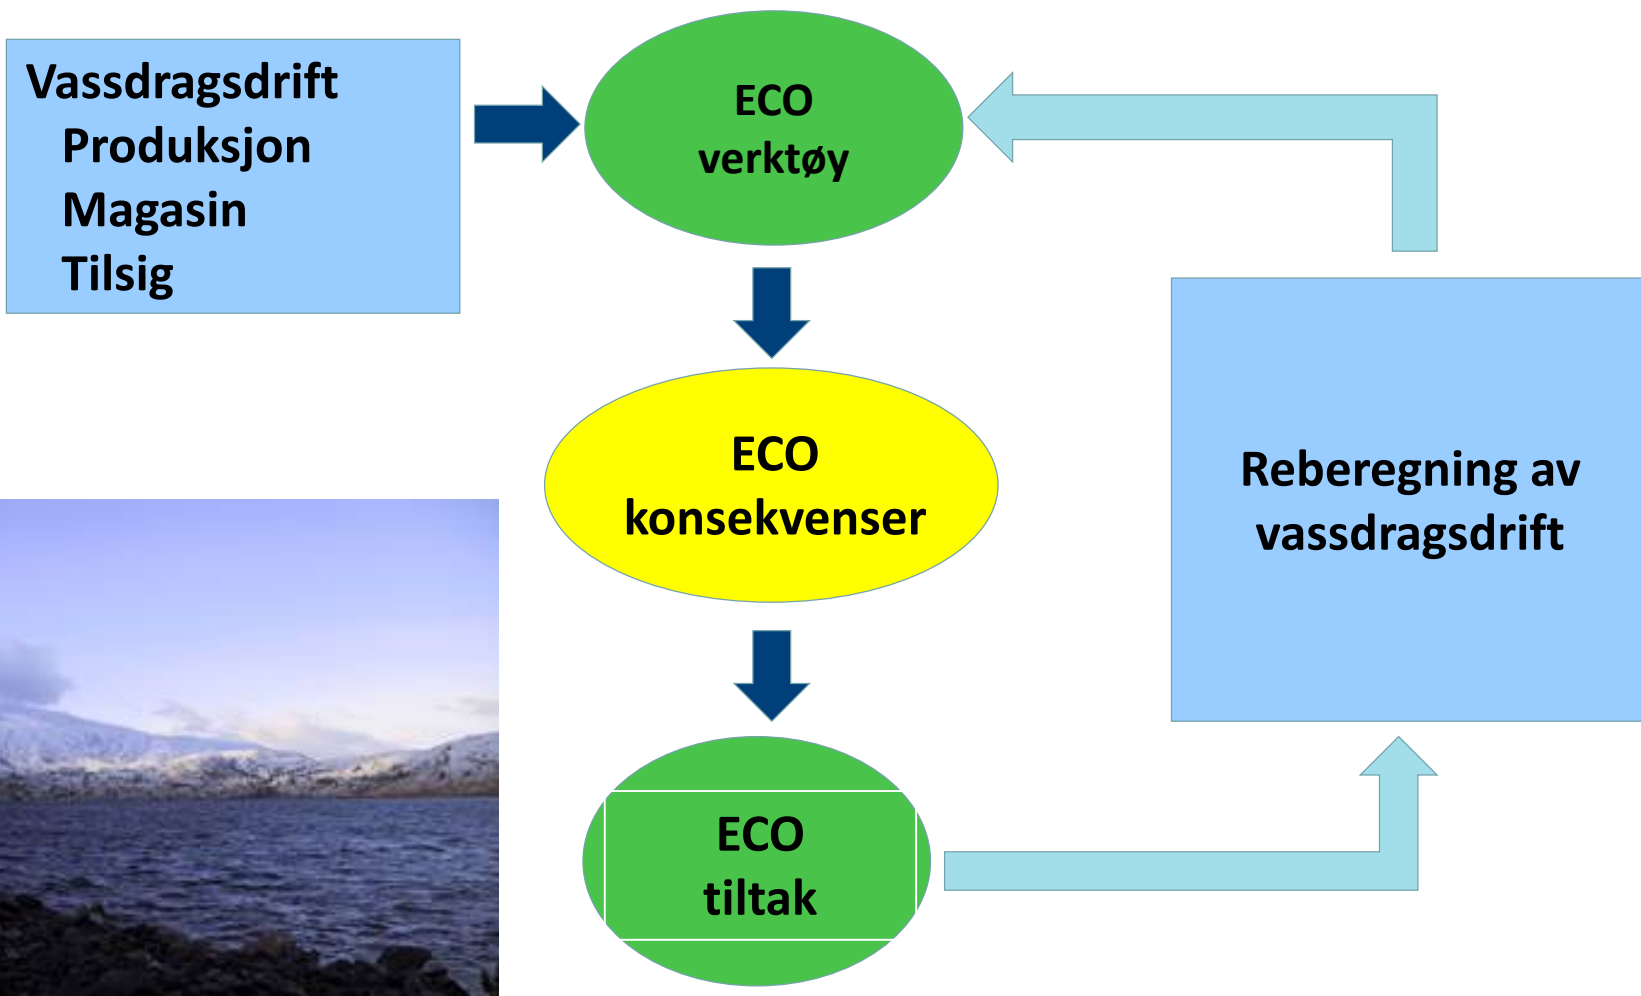 Vassdragsdrift
Produksjon
Magasin
Tilsig
ECO
verktøy
ECO
konsekvenser
ECO
tiltak
Reberegning av
vassdragsdrift